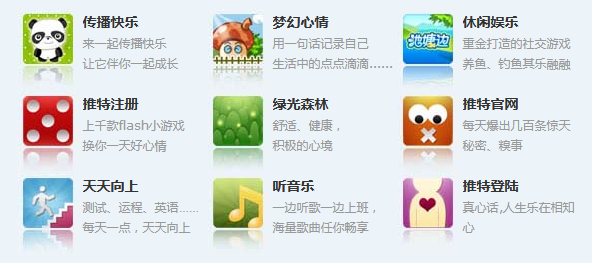 传播快乐
来一起传播快乐
让它伴你一起成长
梦幻心情
用一句话记录自己
生活中的点点滴滴......
池塘边
休闲娱乐
重金打造的社交游戏
养鱼、钓鱼其乐融融
推特注册
上千款flash小游戏
换你一天好心情
绿光森林
舒适、健康，
积极的心境
推特官网
每天爆出几百条惊天
秘密、糗事
天天向上
测试、运程、英语......
每天一点，天天向上
听音乐
一边听歌一边上班，
海量歌曲任你畅享
推特登陆
真心话,人生乐在相知
心